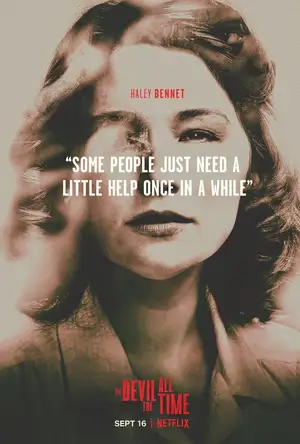 HALEY BENNET
“SOME PEOPLE JUST NEED A
LITTLE HELP ONCE IN A WHILE”
THE DEVIL ALL
THE TIME
SEPT 16 | NETFLIX